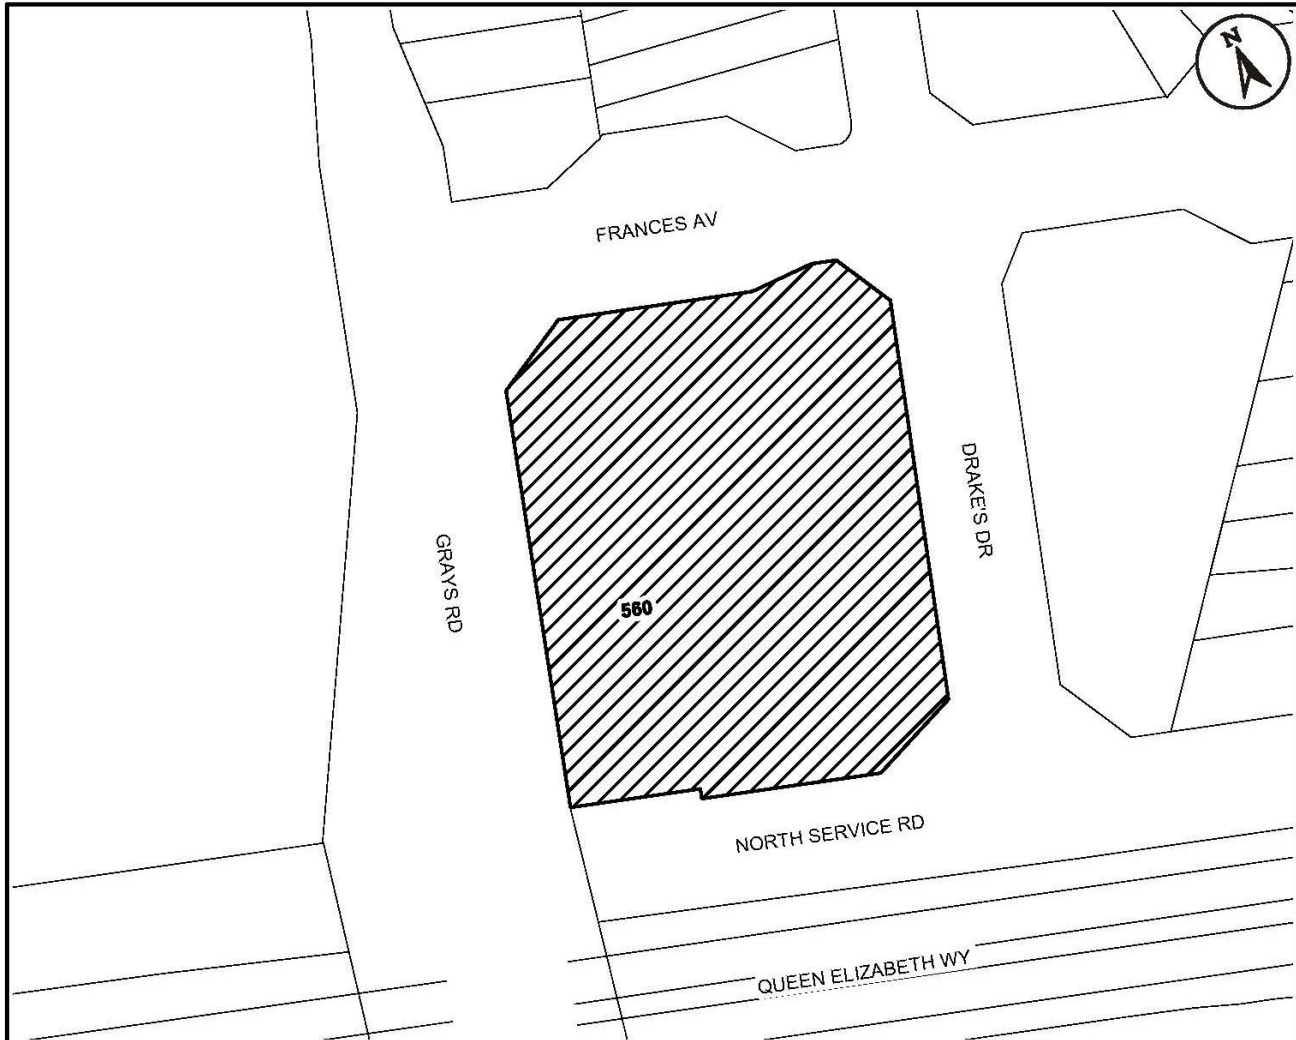 N
FRANCES AV
DRAKE'S DR
GRAYS RD
560
NORTH SERVICE RD
QUEEN ELIZABETH WY